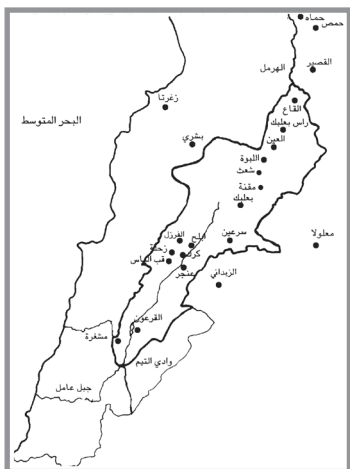 حماه
حمص
القصير
الهرمل
القاع
زغرتا
راس بعلبك
البحر المتوسط
العين
بشري
اللبوة
شعث
مقنة
بعلبك
معلولا
سرعين
ابلح
الفرزل
زحلة
كرك
قب الياس
عنجر
الزبداني
القرعون
مشغرة
وادي التيم
جبل عامل